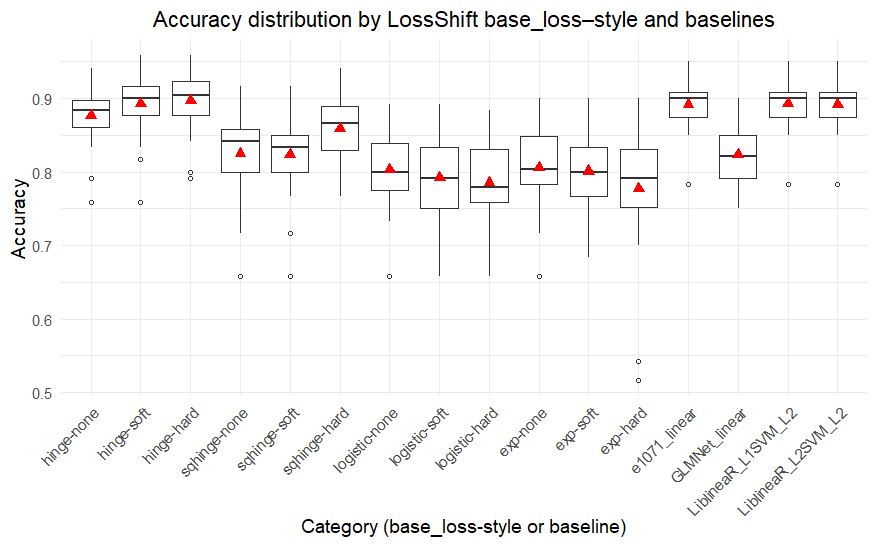 Accuracy distribution by LossShift base_loss–style and baselines
Accuracy
0.9
0.8
0.7
0.6
0.5
hinge-none
hinge-soft
hinge-hard
sqhinge-none
sqhinge-soft
sqhinge-hard
logistic-none
logistic-soft
logistic-hard
exp-none
exp-soft
exp-hard
e1071_linear
GLMNet_linear
LiblineaR_L1SVM_L2
LiblineaR_L2SVM_L2
Category (base_loss-style or baseline)